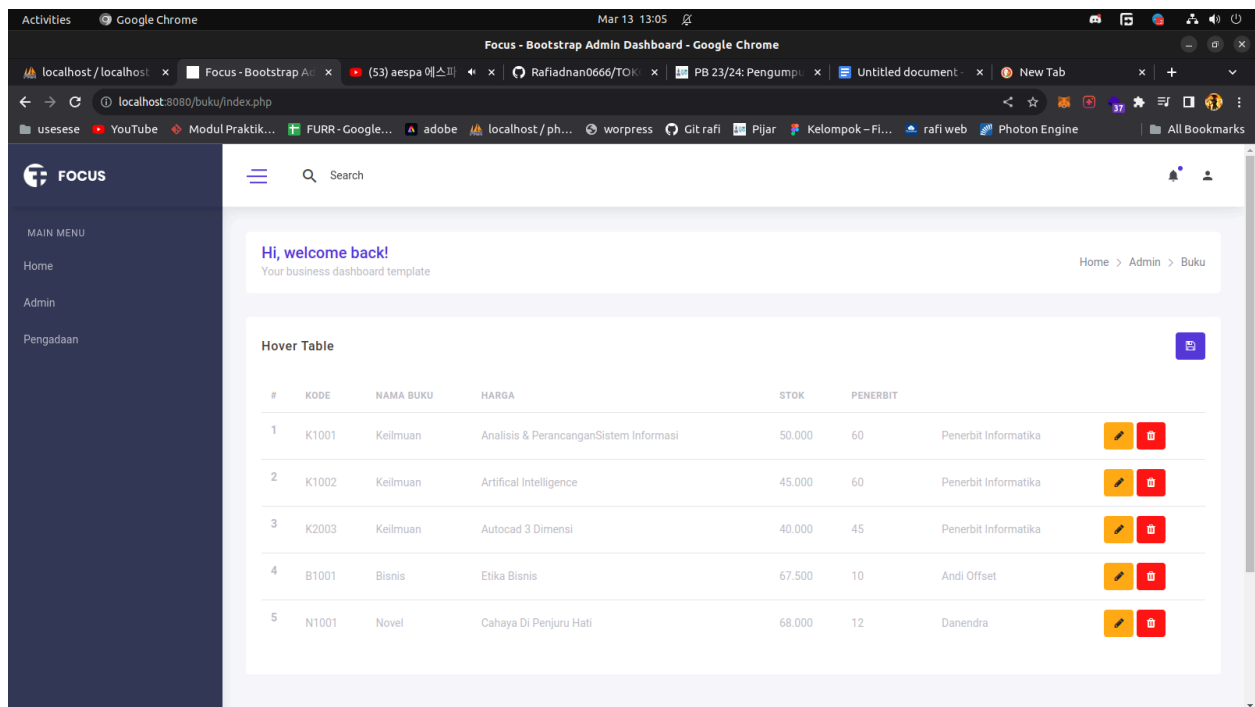 Activities Google Chrome Mar 13 13:05
Focus - Bootstrap Admin Dashboard - Google Chrome
localhost / localhost Focus - Bootstrap Ad (53) aespa 에스파 Rafiadnan0666/TOK PB 23/24: Pengumpu Untitled document - New Tab
localhost:8080/buku/index.php 37
usesese YouTube Modul Praktik... FURR - Google... adobe localhost / ph... worpress Git rafi Pijar Kelompok – Fi... rafi web Photon Engine All Bookmarks
FOCUS Search
MAIN MENU
Home
Admin
Pengadaan
Hi, welcome back!
Your business dashboard template
Home > Admin > Buku
Hover Table
# KODE NAMA BUKU HARGA STOK PENERBIT
1 K1001 Keilmuan Analisis & PerancanganSistem Informasi 50.000 60 Penerbit Informatika
2 K1002 Keilmuan Artifical Intelligence 45.000 60 Penerbit Informatika
3 K2003 Keilmuan Autocad 3 Dimensi 40.000 45 Penerbit Informatika
4 B1001 Bisnis Etika Bisnis 67.500 10 Andi Offset
5 N1001 Novel Cahaya Di Penjuru Hati 68.000 12 Danendra